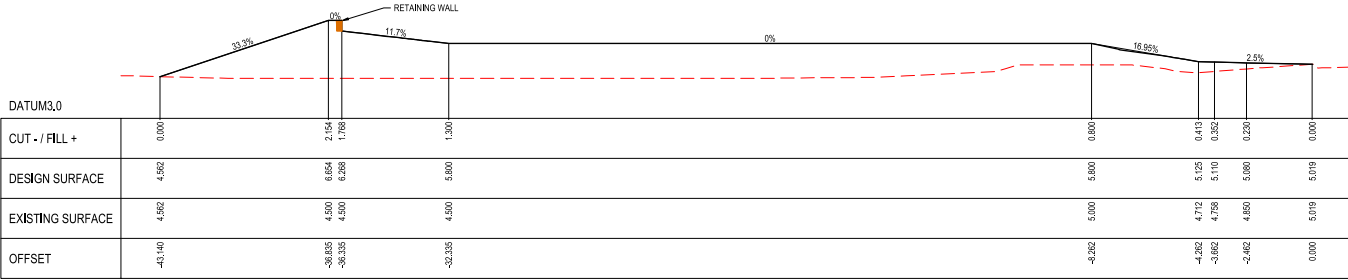 RETAINING WALL
0%
33.3%
11.7%
0%
16.95%
2.5%
DATUM3.0
CUT - / FILL + 0.000 2.154 1.768 1.300 0.800 0.413 0.352 0.230 0.000
DESIGN SURFACE 4.562 6.654 6.268 5.800 5.800 5.125 5.110 5.080 5.019
EXISTING SURFACE 4.562 4.500 4.500 4.500 5.000 4.712 4.758 4.850 5.019
OFFSET -43.140 -36.835 -36.335 -32.335 -8.262 -4.262 -3.662 -2.462 0.000